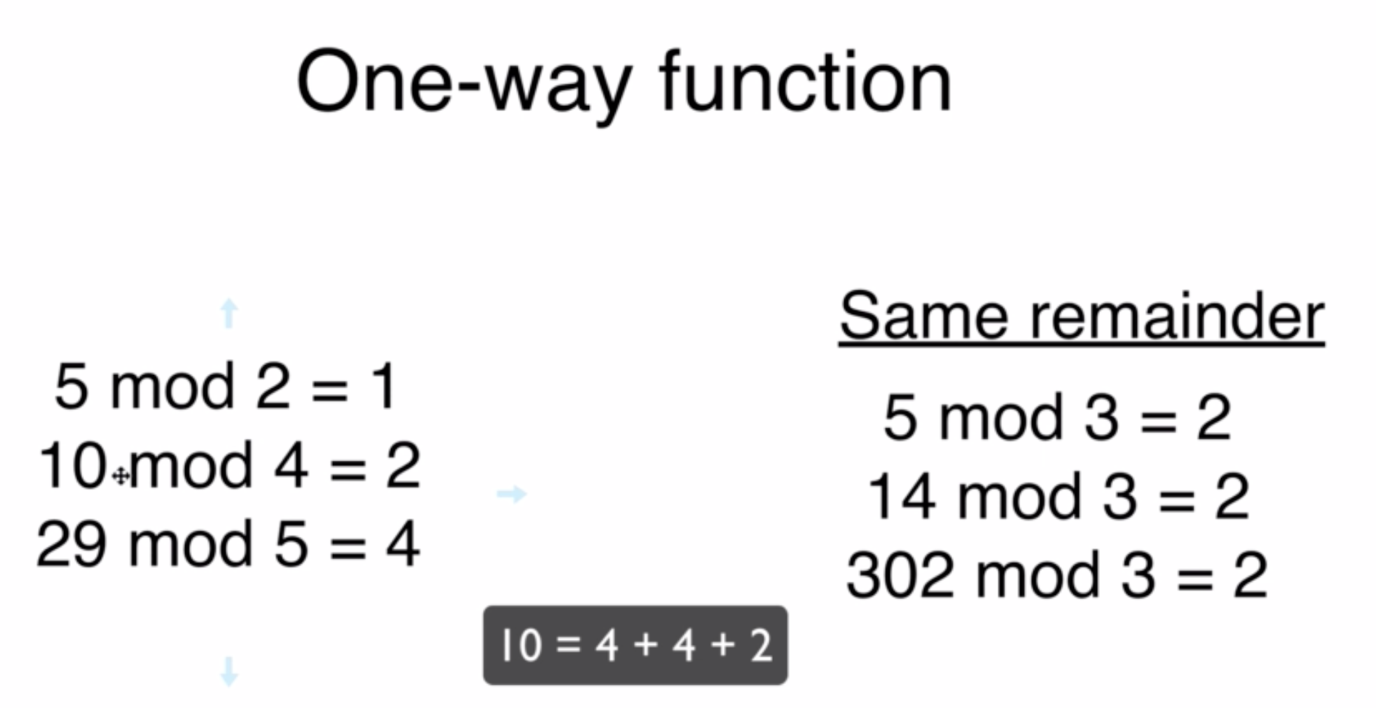 One-way function
5 mod 2 = 1
10 mod 4 = 2
29 mod 5 = 4
Same remainder
5 mod 3 = 2
14 mod 3 = 2
302 mod 3 = 2
10 = 4 + 4 + 2